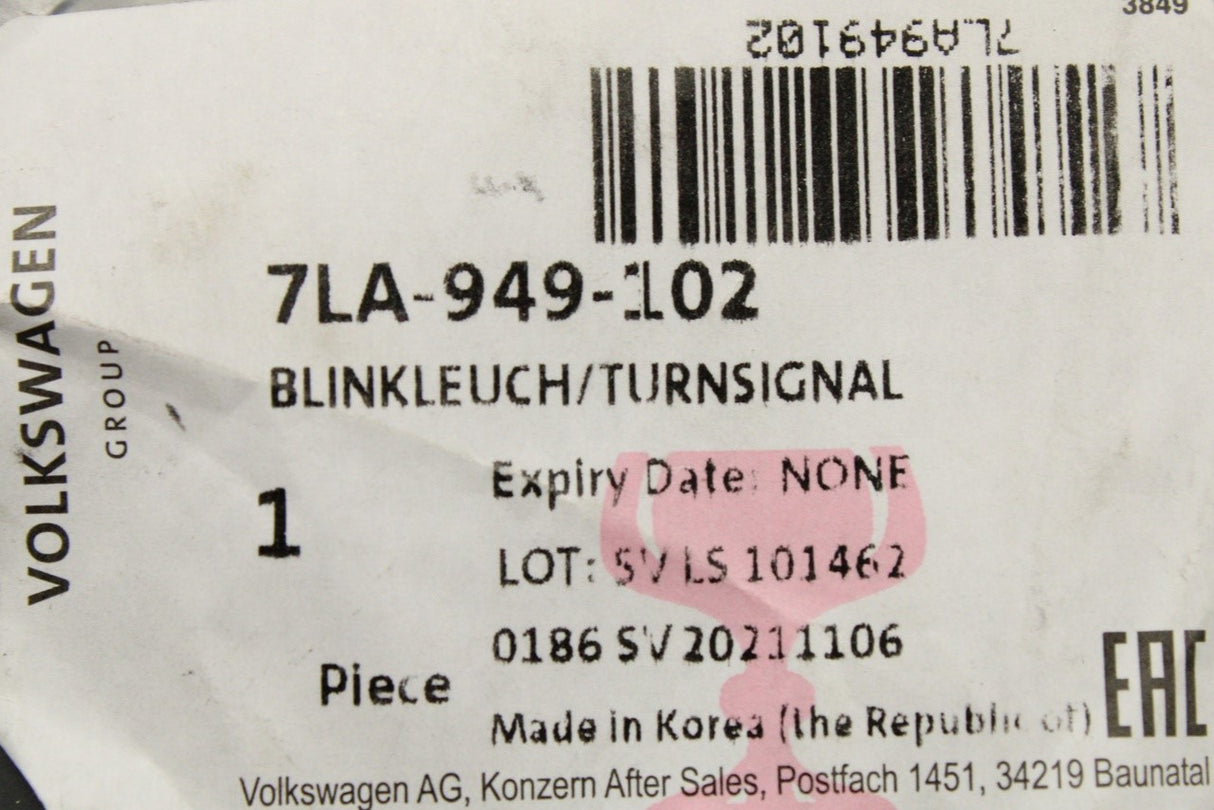 3849
7LA949102
7LA-949-102
BLINKLEUCH/TURNSIGNAL
Expiry Date: NONE
1
LOT: SV LS 101462
0186 SV 20211106
Piece
Made in Korea (the Republic of)
EAC
Volkswagen AG, Konzern After Sales, Postfach 1451, 34219 Baunatal
VOLKSWAGEN
GROUP